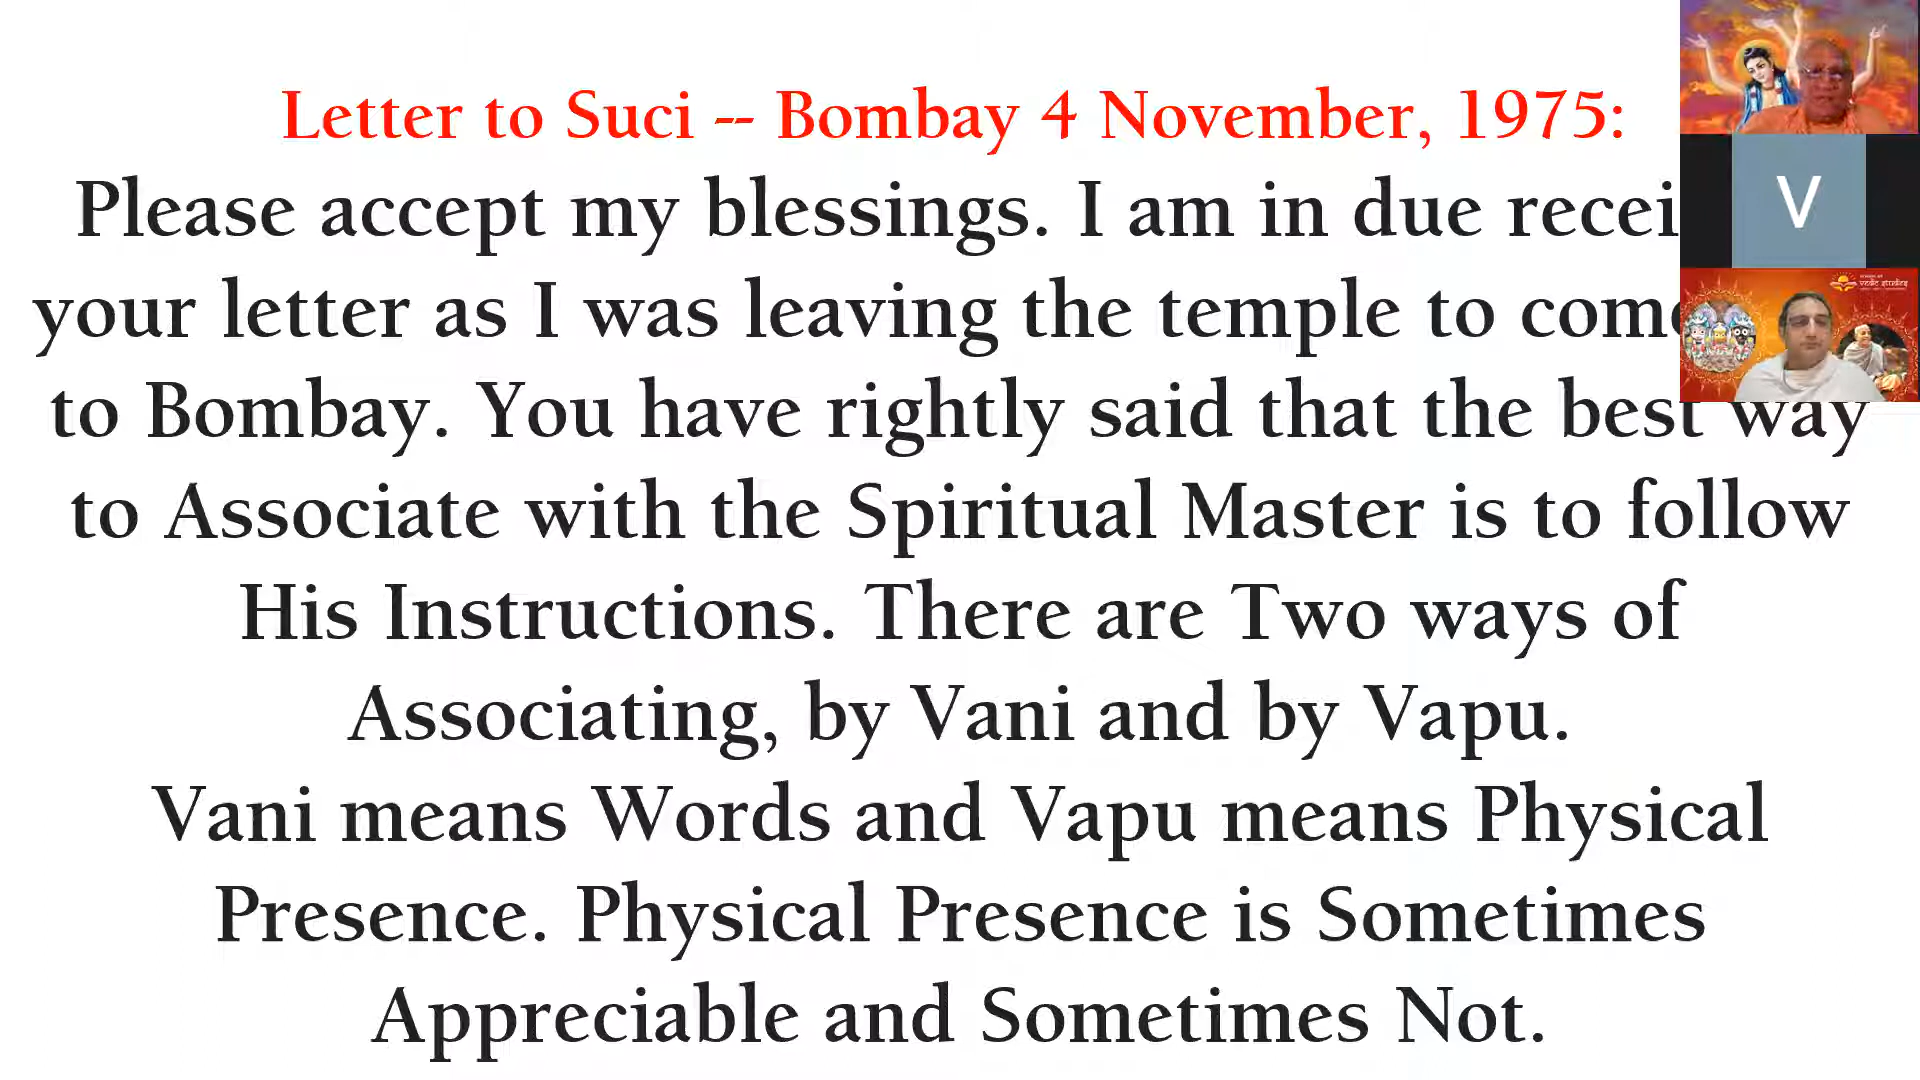 Letter to Suci -- Bombay 4 November, 1975:
Please accept my blessings. I am in due
your letter as I was leaving the temple to
to Bombay. You have rightly said that the best way
to Associate with the Spiritual Master is to follow
His Instructions. There are Two ways of
Associating, by Vani and by Vapu.
Vani means Words and Vapu means Physical
Presence. Physical Presence is Sometimes
Appreciable and Sometimes Not.
V
vedic studies